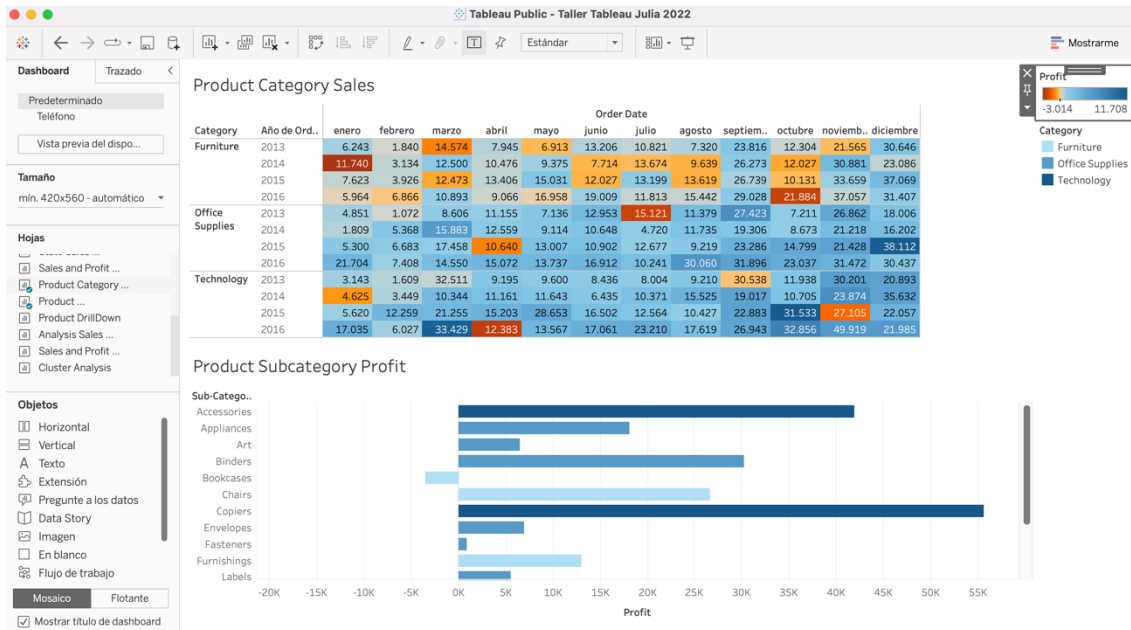 Tableau Public - Taller Tableau Julia 2022
Estándar
Mostrarme
Dashboard Trazado
Predeterminado
Teléfono
Vista previa del dispo...
Tamaño
mín. 420x560 - automático
Hojas
Sales and Profit ...
Product Category ...
Product ...
Product DrillDown
Analysis Sales ...
Sales and Profit ...
Cluster Analysis
Objetos
Horizontal
Vertical
A Texto
Extensión
Pregunte a los datos
Data Story
Imagen
En blanco
Flujo de trabajo
Mosaico Flotante
Mostrar título de dashboard
Product Category Sales
Order Date
Category Año de Ord.. enero febrero marzo abril mayo junio julio agosto septiem.. octubre noviemb.. diciembre
Furniture 2013 6.243 1.840 14.574 7.945 6.913 13.206 10.821 7.320 23.816 12.304 21.565 30.646
2014 11.740 3.134 12.500 10.476 9.375 7.714 13.674 9.639 26.273 12.027 30.881 23.086
2015 7.623 3.926 12.473 13.406 15.031 12.027 13.199 13.619 26.739 10.131 33.659 37.069
2016 5.964 6.866 10.893 9.066 16.958 19.009 11.813 15.442 29.028 21.884 37.057 31.407
Office 2013 4.851 1.072 8.606 11.155 7.136 12.953 15.121 11.379 27.423 7.211 26.862 18.006
Supplies 2014 1.809 5.368 15.883 12.559 9.114 10.648 4.720 11.735 19.306 8.673 21.218 16.202
2015 5.300 6.683 17.458 10.640 13.007 10.902 12.677 9.219 23.286 14.799 21.428 38.112
2016 21.704 7.408 14.550 15.072 13.737 16.912 10.241 30.060 31.896 23.037 31.472 30.437
Technology 2013 3.143 1.609 32.511 9.195 9.600 8.436 8.004 9.210 30.538 11.938 30.201 20.893
2014 4.625 3.449 10.344 11.161 11.643 6.435 10.371 15.525 19.017 10.705 23.874 35.632
2015 5.620 12.259 21.255 15.203 28.653 16.502 12.564 10.427 22.883 31.533 27.105 22.057
2016 17.035 6.027 33.429 12.383 13.567 17.061 23.210 17.619 26.943 32.856 49.919 21.985
Product Subcategory Profit
Sub-Catego..
Accessories
Appliances
Art
Binders
Bookcases
Chairs
Copiers
Envelopes
Fasteners
Furnishings
Labels
-20K -15K -10K -5K 0K 5K 10K 15K 20K 25K 30K 35K 40K 45K 50K 55K
Profit
Profit
-3.014 11.708
Category
Furniture
Office Supplies
Technology